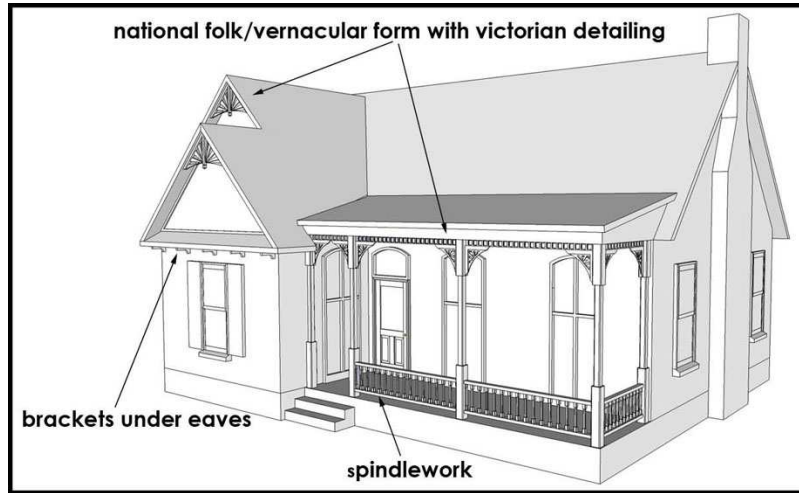 national folk/vernacular form with victorian detailing
brackets under eaves
spindlework